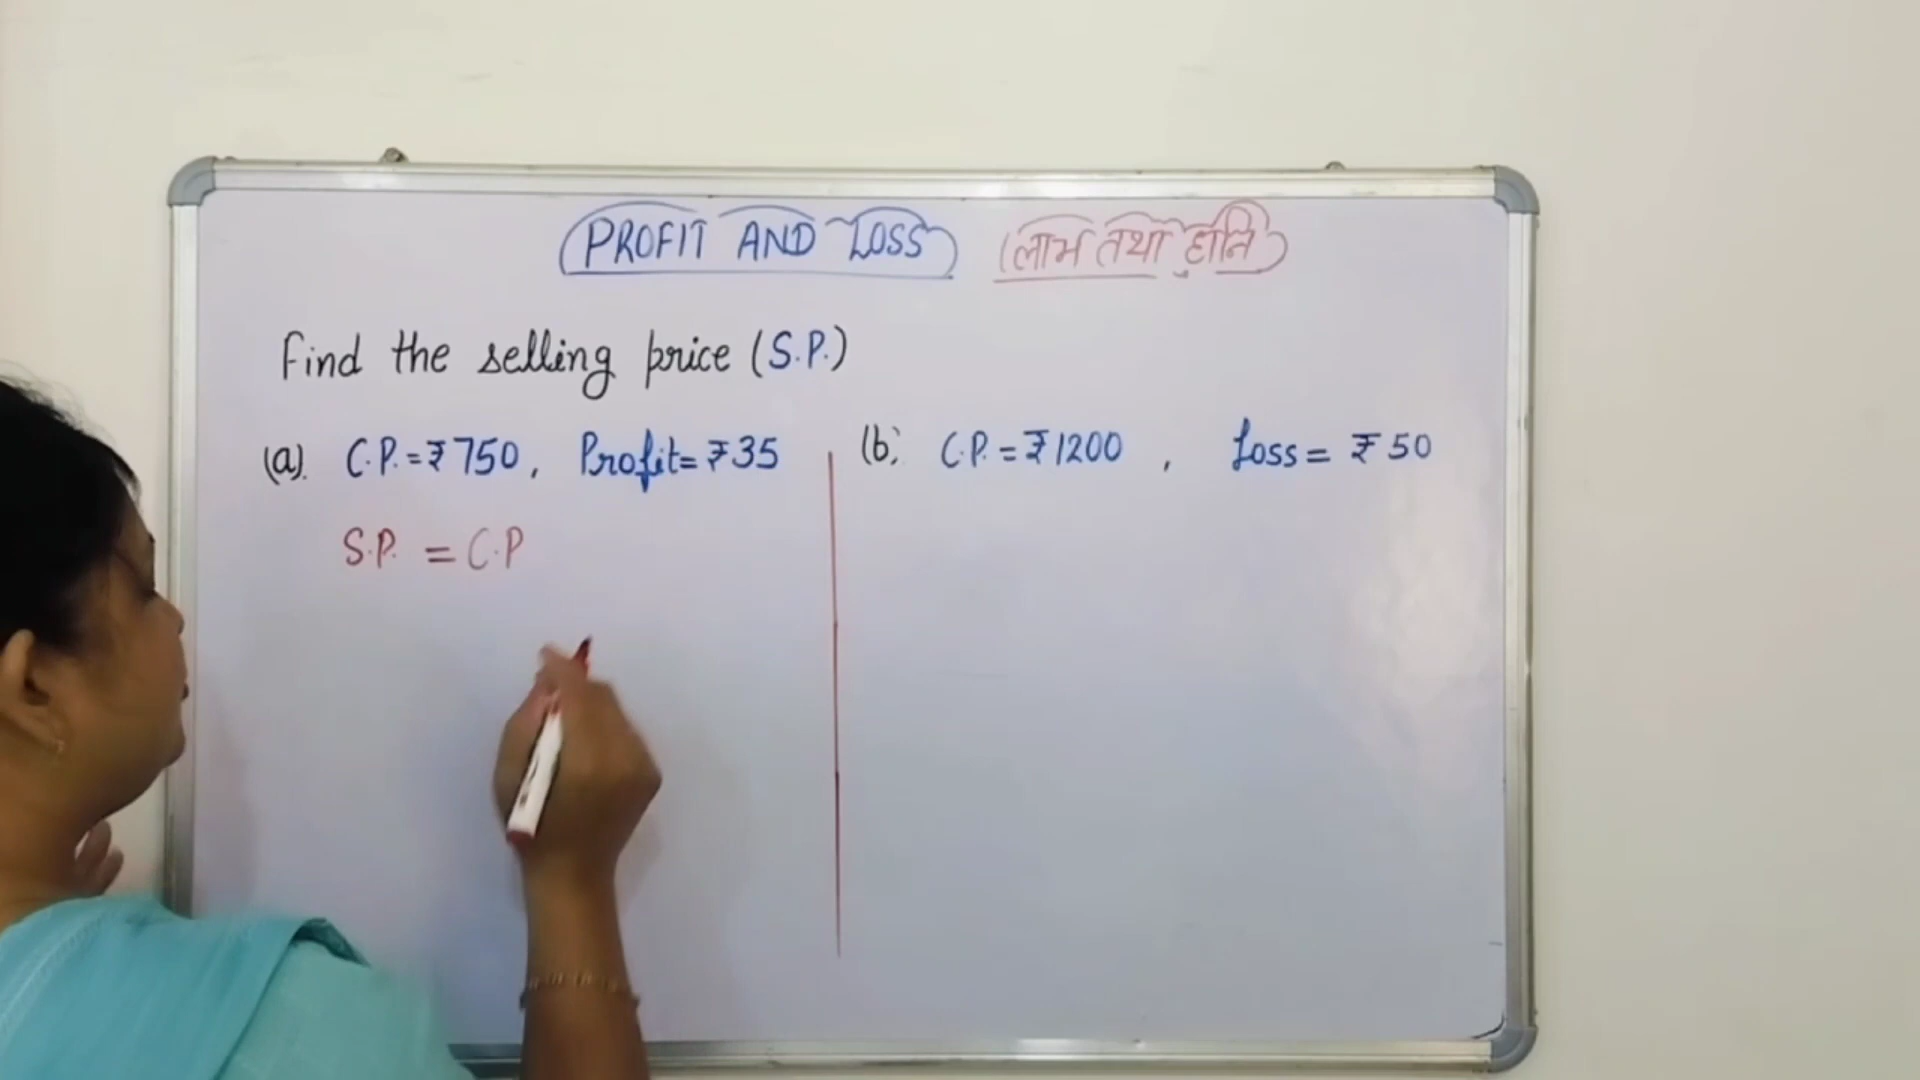 PROFIT AND LOSS (लाभ तथा हानि)
Find the selling price (S.P.)
(a). C.P. = ₹ 750, Profit = ₹ 35
(b). C.P. = ₹ 1200, Loss = ₹ 50
S.P. = C.P